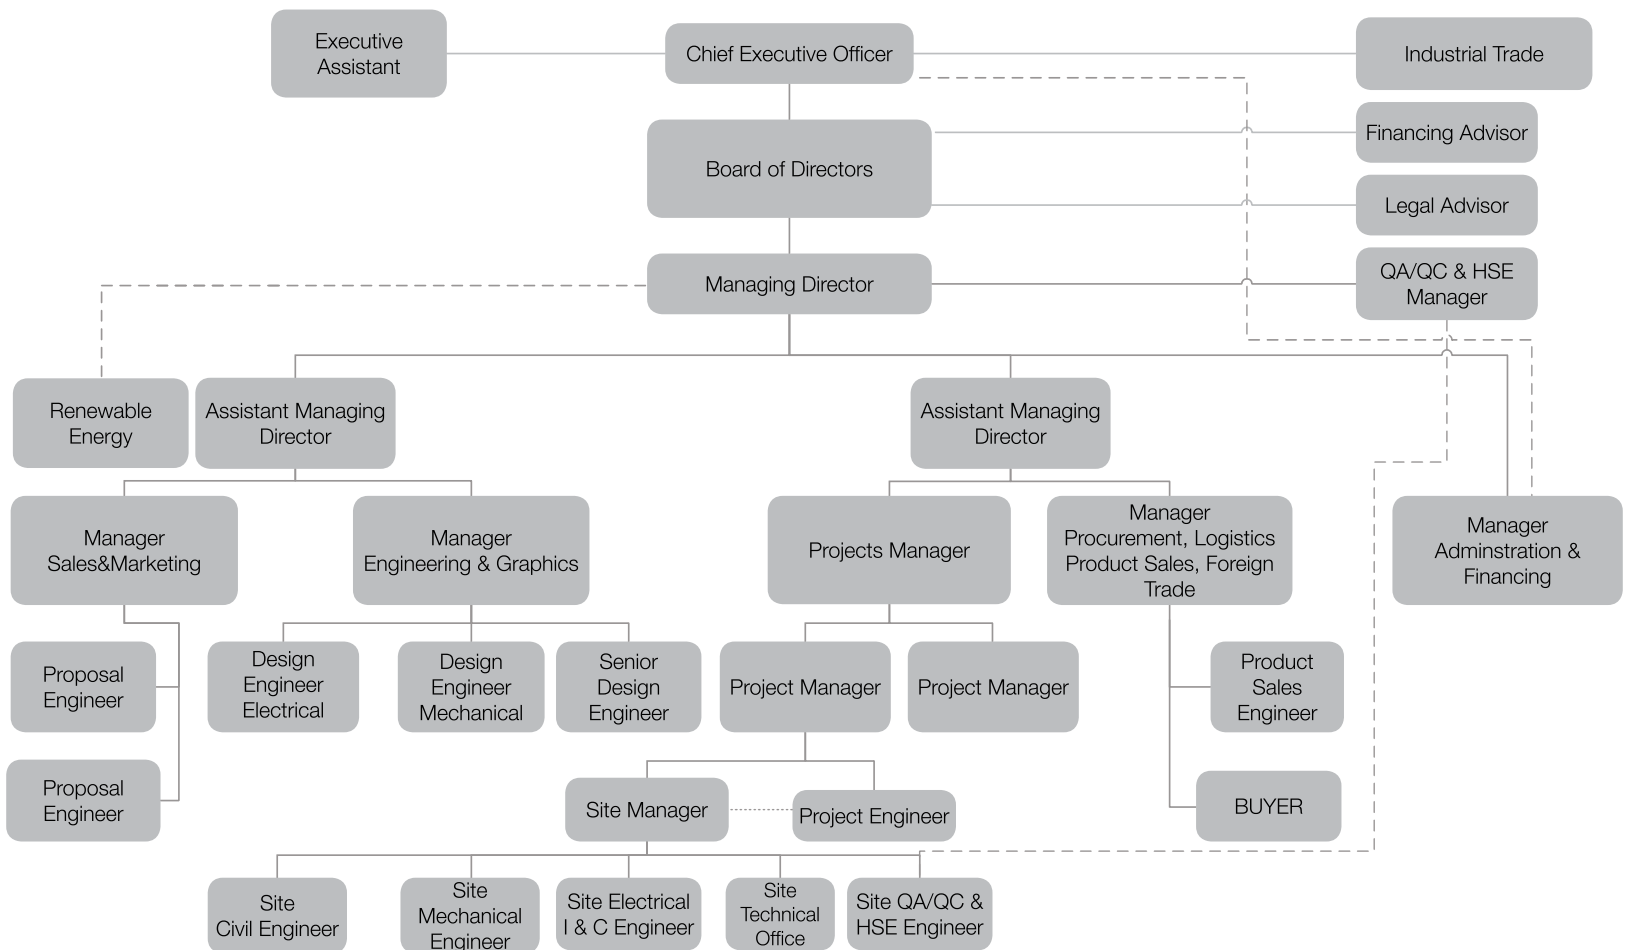 Executive
Assistant
Chief Executive Officer
Industrial Trade
Financing Advisor
Board of Directors
Legal Advisor
Managing Director
QA/QC & HSE
Manager
Renewable
Energy
Assistant Managing
Director
Assistant Managing
Director
Manager
Sales&Marketing
Manager
Engineering & Graphics
Projects Manager
Manager
Procurement, Logistics
Product Sales, Foreign
Trade
Manager
Adminstration &
Financing
Proposal
Engineer
Design
Engineer
Electrical
Design
Engineer
Mechanical
Senior
Design
Engineer
Project Manager
Project Manager
Product
Sales
Engineer
Proposal
Engineer
Site Manager
Project Engineer
BUYER
Site
Civil Engineer
Site
Mechanical
Engineer
Site Electrical
I & C Engineer
Site
Technical
Office
Site QA/QC &
HSE Engineer